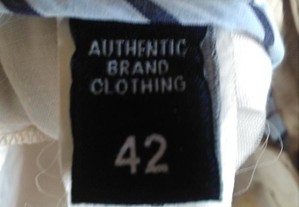 AUTHENTIC
BRAND
CLOTHING
42